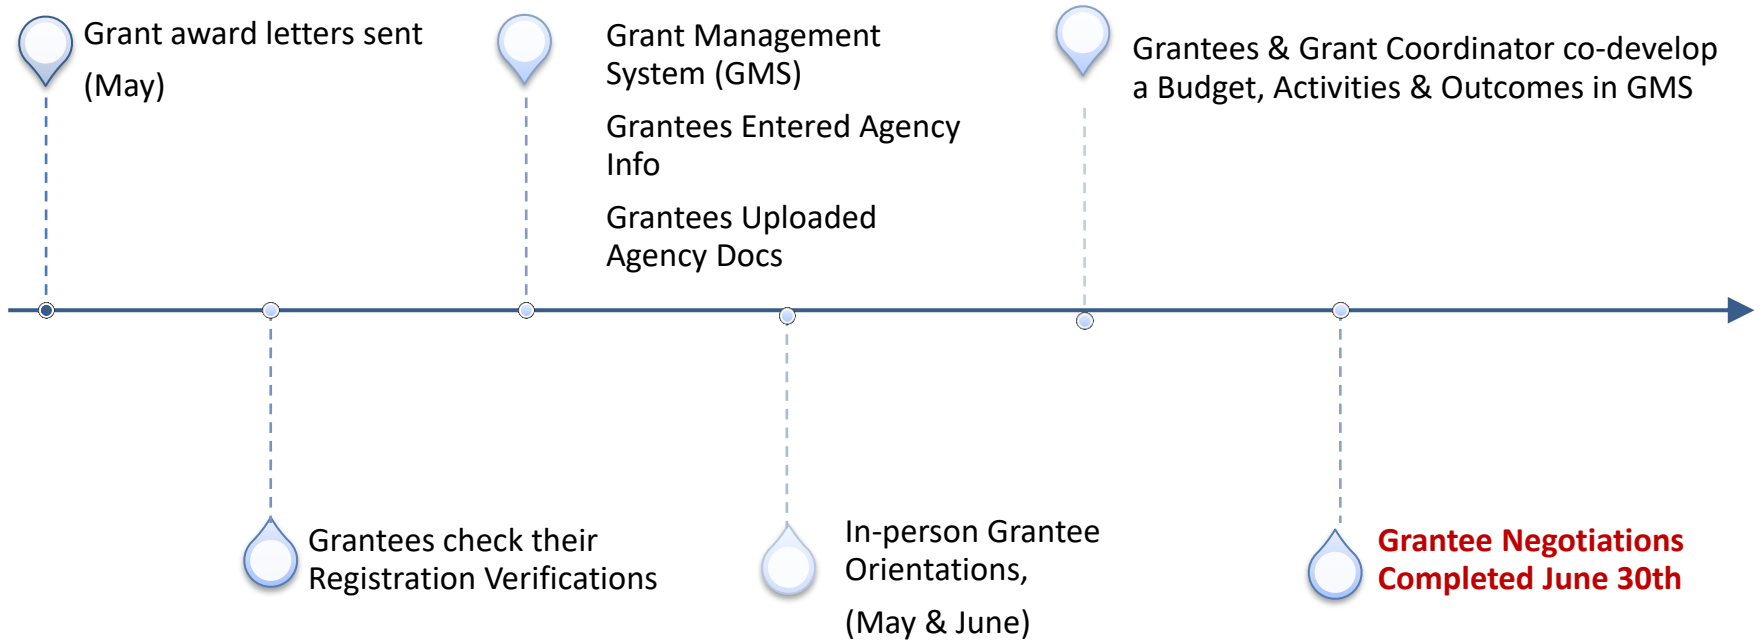 Grant award letters sent
(May)
Grant Management
System (GMS)
Grantees Entered Agency
Info
Grantees Uploaded
Agency Docs
Grantees & Grant Coordinator co-develop
a Budget, Activities & Outcomes in GMS
Grantees check their
Registration Verifications
In-person Grantee
Orientations,
(May & June)
Grantee Negotiations
Completed June 30th